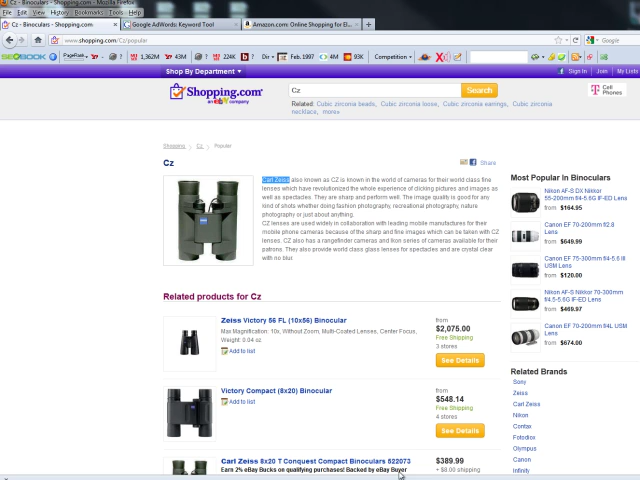 Cz - Binoculars - Shopping.com - Mozilla Firefox
File Edit View History Bookmarks Tools Help
Cz - Binoculars - Shopping.com
Google AdWords: Keyword Tool
Amazon.com: Online Shopping for El...
www.shopping.com/Cz/popular
Google
SEOBOOK
PageRank
1,362M
43M
?
224K
?
Dir
Feb. 1997
4M
93K
Competition
Shop By Department
Sign In
Join
My Lists
Shopping.com
an ebay company
Cz
Search
Cell Phones
Related: Cubic zirconia beads, Cubic zirconia loose, Cubic zirconia earrings, Cubic zirconia
necklace, more»
Shopping
Cz
Popular
Cz
Share
Carl Zeiss also known as CZ is known in the world of cameras for their world class fine
lenses which have revolutionized the whole experience of clicking pictures and images as
well as spectacles. They are sharp and perform well. The image quality is good for any
kind of shots whether doing fashion photography, recreational photography, nature
photography or just about anything.
CZ lenses are used widely in collaboration with leading mobile manufactures for their
mobile phone cameras because of the sharp and fine images which can be taken with CZ
lenses. CZ also has a rangefinder cameras and Ikon series of cameras available for their
patrons. They also provide world class glass lenses for spectacles and are crystal clear
with no blur.
Related products for Cz
Zeiss Victory 56 FL (10x56) Binocular
Max Magnification: 10x, Without Zoom, Multi-Coated Lenses, Center Focus,
Weight: 0.04 oz
Add to list
from
$2,075.00
Free Shipping
3 stores
See Details
Victory Compact (8x20) Binocular
Add to list
from
$548.14
Free Shipping
4 stores
See Details
Carl Zeiss 8x20 T Conquest Compact Binoculars 522073
Earn 2% eBay Bucks on qualifying purchases! Backed by eBay Buyer
$389.99
+ $8.00 shipping
Most Popular In Binoculars
Nikon AF-S DX Nikkor
55-200mm f/4-5.6G IF-ED Lens
from $164.95
Canon EF 70-200mm f/2.8
Lens
from $649.99
Canon EF 75-300mm f/4-5.6 III
USM Lens
from $120.00
Nikon AF-S Nikkor 70-300mm
f/4.5-5.6G IF-ED Lens
from $469.97
Canon EF 70-200mm f/4L USM
Lens
from $674.00
Related Brands
Sony
Zeiss
Carl Zeiss
Nikon
Contax
Fotodiox
Olympus
Canon
Infinity